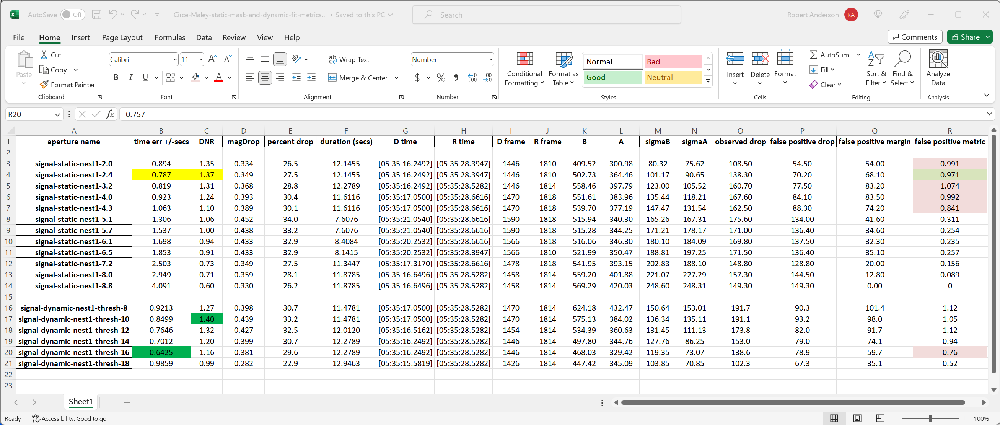 AutoSave Off Circe-Maley-static-mask-and-dynamic-fit-metrics... • Saved to this PC Search Robert Anderson RA
File Home Insert Page Layout Formulas Data Review View Help Comments Share
Paste Cut Copy Format Painter Clipboard
Calibri 11 B I U A Font
Wrap Text Merge & Center Alignment
Number $ % Number
Conditional Formatting Format as Table Normal Bad Good Neutral Styles
Insert Delete Format Cells
AutoSum Fill Clear Sort & Filter Find & Select Editing
Analyze Data Analysis
R20 fx 0.757
A B C D E F G H I J K L M N O P Q R
1 aperture name time err +/-secs DNR magDrop percent drop duration (secs) D time R time D frame R frame B A sigmaB sigmaA observed drop false positive drop false positive margin false positive metric
2
3 signal-static-nest1-2.0 0.894 1.35 0.334 26.5 12.1455 [05:35:16.2492] [05:35:28.3947] 1446 1810 409.52 300.98 80.32 75.62 108.50 54.50 54.00 0.991
4 signal-static-nest1-2.4 0.787 1.37 0.349 27.5 12.1455 [05:35:16.2492] [05:35:28.3947] 1446 1810 502.73 364.46 101.17 90.65 138.30 70.20 68.10 0.971
5 signal-static-nest1-3.2 0.819 1.31 0.368 28.8 12.2789 [05:35:16.2492] [05:35:28.5282] 1446 1814 558.46 397.79 123.00 105.52 160.70 77.50 83.20 1.074
6 signal-static-nest1-4.0 0.923 1.24 0.393 30.4 11.6116 [05:35:17.0500] [05:35:28.6616] 1470 1818 551.61 383.96 135.44 118.21 167.60 84.10 83.50 0.992
7 signal-static-nest1-4.3 1.063 1.10 0.389 30.1 11.6116 [05:35:17.0500] [05:35:28.6616] 1470 1818 539.70 377.19 147.47 131.54 162.50 88.30 74.20 0.841
8 signal-static-nest1-5.1 1.306 1.06 0.452 34.0 7.6076 [05:35:21.0540] [05:35:28.6616] 1590 1818 515.94 340.30 165.26 167.31 175.60 134.00 41.60 0.311
9 signal-static-nest1-5.7 1.537 1.00 0.438 33.2 7.6076 [05:35:21.0540] [05:35:28.6616] 1590 1818 515.28 344.25 171.21 178.17 171.00 136.40 34.60 0.254
10 signal-static-nest1-6.1 1.698 0.94 0.433 32.9 8.4084 [05:35:20.2532] [05:35:28.6616] 1566 1818 516.06 346.30 180.10 184.09 169.80 137.50 32.30 0.235
11 signal-static-nest1-6.5 1.853 0.91 0.433 32.9 8.1415 [05:35:20.2532] [05:35:28.3947] 1566 1810 521.99 350.47 188.81 197.25 171.50 136.40 35.10 0.257
12 signal-static-nest1-7.2 2.503 0.73 0.349 27.5 11.3447 [05:35:17.3170] [05:35:28.6616] 1478 1818 541.95 393.15 202.83 188.10 148.80 128.80 20.00 0.156
13 signal-static-nest1-8.0 2.949 0.71 0.359 28.1 11.8785 [05:35:16.6496] [05:35:28.5282] 1458 1814 559.20 401.88 221.07 227.29 157.30 144.50 12.80 0.089
14 signal-static-nest1-8.8 4.091 0.60 0.330 26.2 11.8785 [05:35:16.6496] [05:35:28.5282] 1458 1814 569.29 420.03 248.60 248.31 149.30 149.30 0.00 0
15
16 signal-dynamic-nest1-thresh-8 0.9213 1.27 0.398 30.7 11.4781 [05:35:17.0500] [05:35:28.5282] 1470 1814 624.18 432.47 150.64 153.01 191.7 90.3 101.4 1.12
17 signal-dynamic-nest1-thresh-10 0.8499 1.40 0.439 33.2 11.4781 [05:35:17.0500] [05:35:28.5282] 1470 1814 575.13 384.02 136.34 135.11 191.1 93.2 98.0 1.05
18 signal-dynamic-nest1-thresh-12 0.7646 1.32 0.427 32.5 12.0120 [05:35:16.5162] [05:35:28.5282] 1454 1814 534.39 360.63 131.45 111.13 173.8 82.0 91.7 1.12
19 signal-dynamic-nest1-thresh-14 0.7012 1.20 0.399 30.7 12.2789 [05:35:16.2492] [05:35:28.5282] 1446 1814 497.80 344.76 127.76 86.25 153.0 79.0 74.1 0.94
20 signal-dynamic-nest1-thresh-16 0.6425 1.16 0.381 29.6 12.2789 [05:35:16.2492] [05:35:28.5282] 1446 1814 468.03 329.42 119.35 73.07 138.6 78.9 59.7 0.76
21 signal-dynamic-nest1-thresh-18 0.9859 0.99 0.282 22.9 12.9463 [05:35:15.5819] [05:35:28.5282] 1426 1814 447.42 345.09 103.85 70.85 102.3 67.3 35.1 0.52
22
23
Sheet1
Ready Accessibility: Good to go 100%